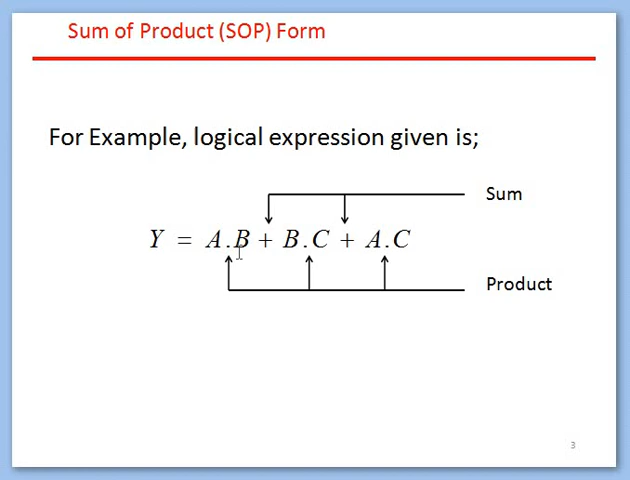 Sum of Product (SOP) Form
For Example, logical expression given is;
Sum
Y = A.B + B.C + A.C
Product
3